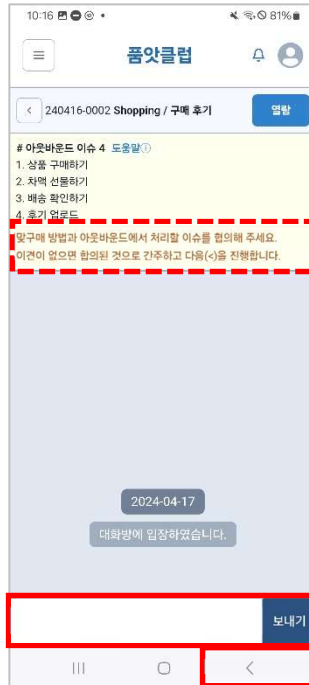 10:16
81%
품앗클럽
240416-0002 Shopping / 구매 후기
열람
# 아웃바운드 이슈 4 도움말ⓘ
1. 상품 구매하기
2. 차액 선물하기
3. 배송 확인하기
4. 후기 업로드
맞구매 방법과 아웃바운드에서 처리할 이슈를 협의해 주세요.
이견이 없으면 합의된 것으로 간주하고 다음(<)을 진행합니다.
2024-04-17
대화방에 입장하였습니다.
보내기